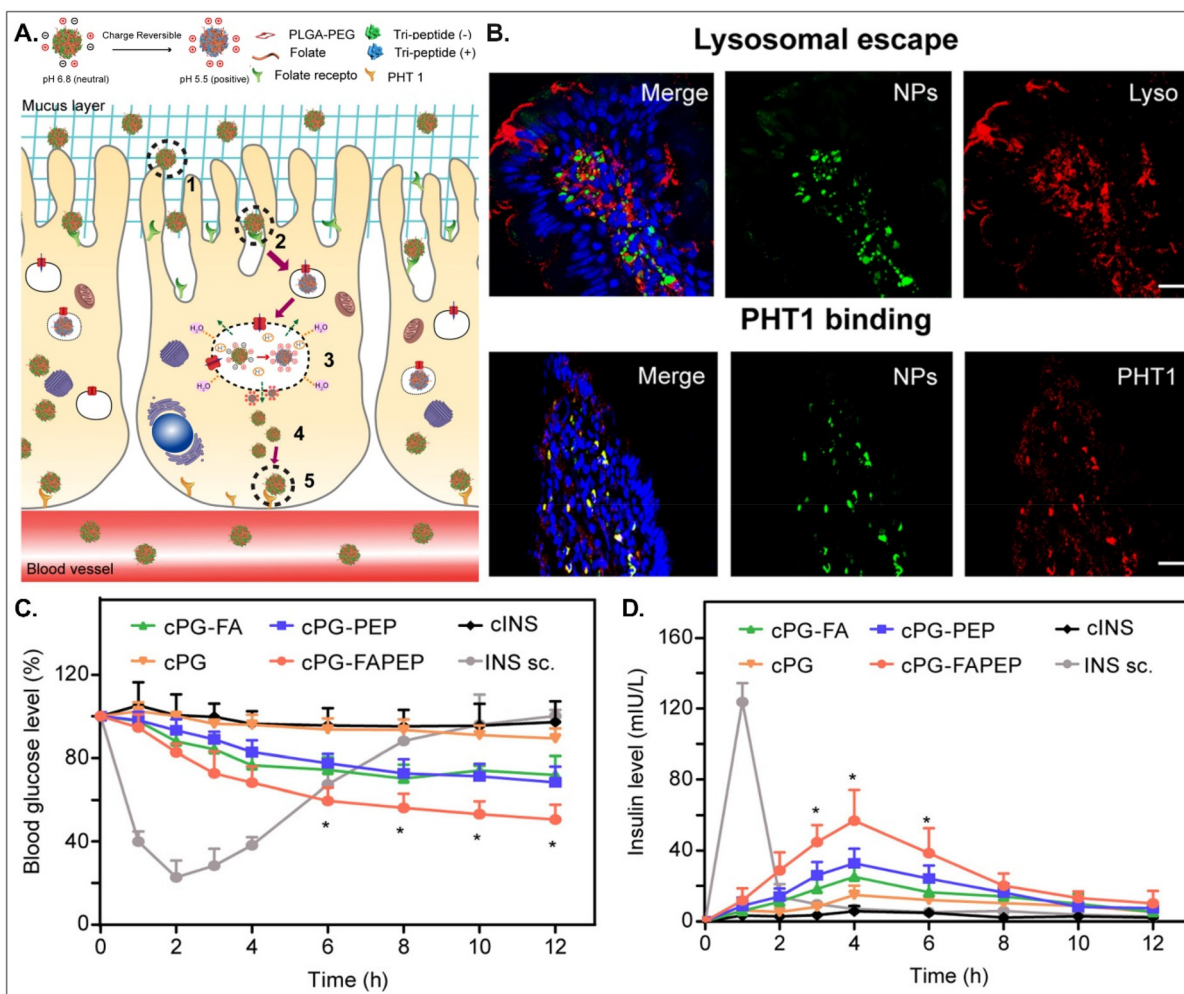 A.
Charge Reversible
pH 6.8 (neutral)
pH 5.5 (positive)
PLGA-PEG
Tri-peptide (-)
Folate
Tri-peptide (+)
Folate recepto
PHT 1
Mucus layer
1
2
H₂O
H₂O
H⁺
H⁺
3
H⁺
H₂O
H₂O
4
5
Blood vessel
B.
Lysosomal escape
Merge
NPs
Lyso
PHT1 binding
Merge
NPs
PHT1
C.
cPG-FA
cPG-PEP
cINS
cPG
cPG-FAPEP
INS sc.
Blood glucose level (%)
120
80
40
0
* * * *
0 2 4 6 8 10 12
Time (h)
D.
cPG-FA
cPG-PEP
cINS
cPG
cPG-FAPEP
INS sc.
Insulin level (mIU/L)
160
120
80
40
0
* * *
0 2 4 6 8 10 12
Time (h)